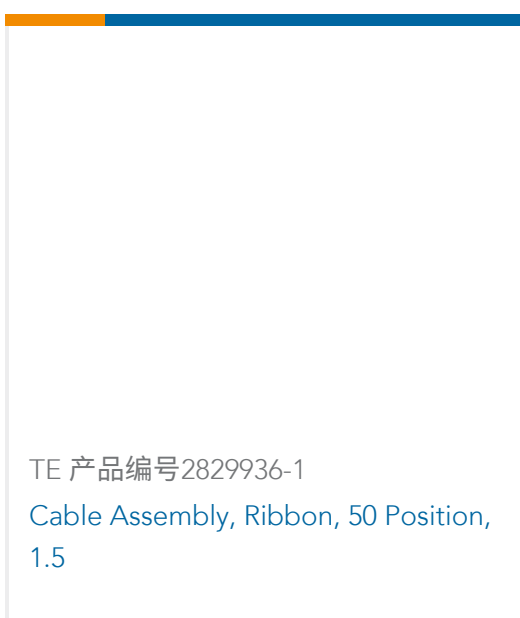 TE 产品编号2829936-1
Cable Assembly, Ribbon, 50 Position,
1.5